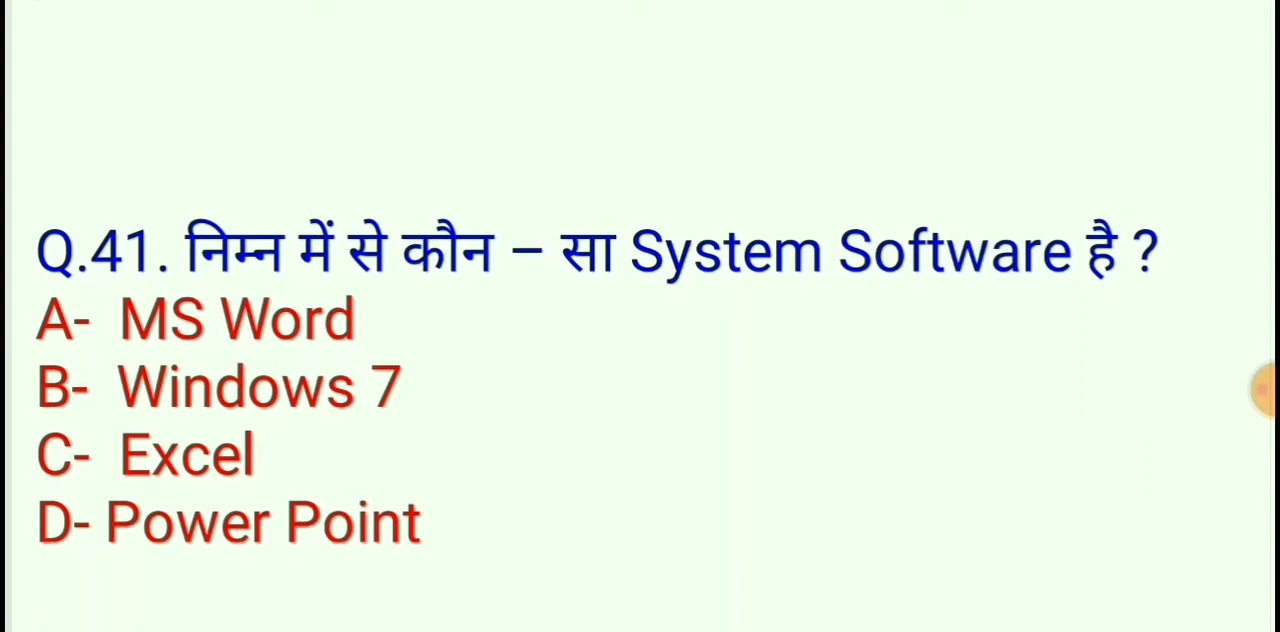 Q.41. निम्न में से कौन – सा System Software है ?
A- MS Word
B- Windows 7
C- Excel
D- Power Point